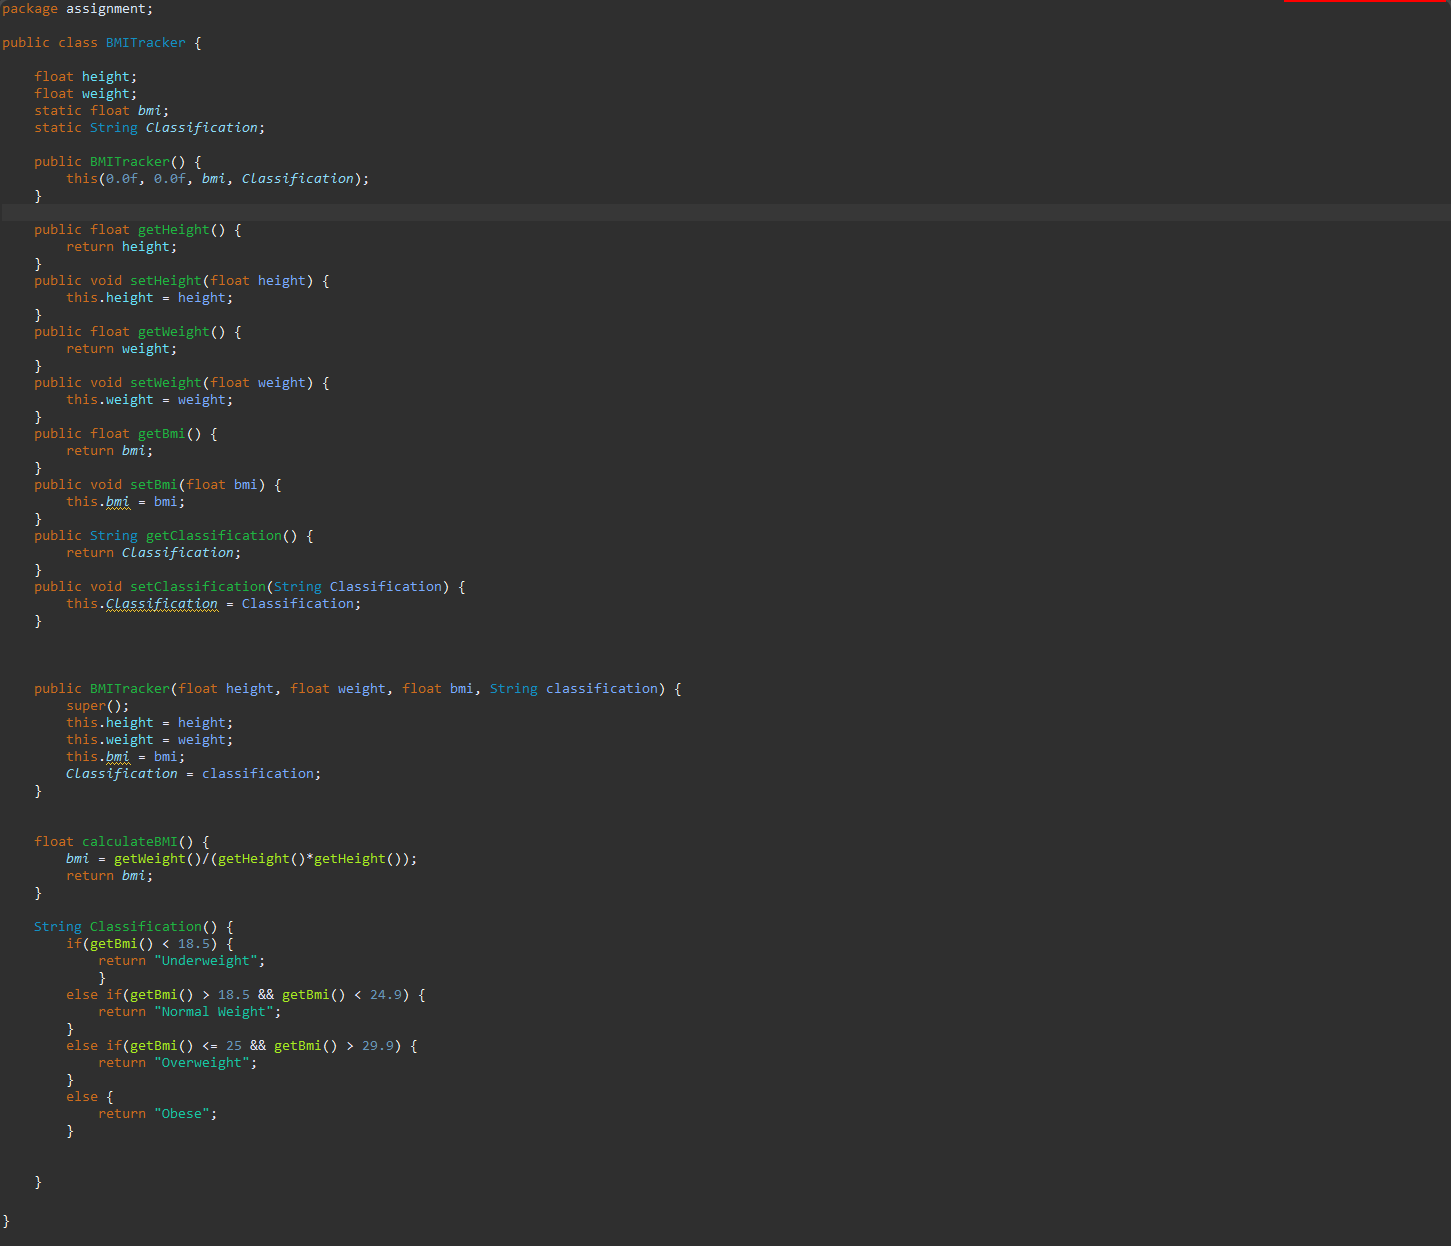 package assignment;
public class BMITracker {
float height;
float weight;
static float bmi;
static String Classification;
public BMITracker() {
this(0.0f, 0.0f, bmi, Classification);
}
public float getHeight() {
return height;
}
public void setHeight(float height) {
this.height = height;
}
public float getWeight() {
return weight;
}
public void setWeight(float weight) {
this.weight = weight;
}
public float getBmi() {
return bmi;
}
public void setBmi(float bmi) {
this.bmi = bmi;
}
public String getClassification() {
return Classification;
}
public void setClassification(String Classification) {
this.Classification = Classification;
}
public BMITracker(float height, float weight, float bmi, String classification) {
super();
this.height = height;
this.weight = weight;
this.bmi = bmi;
Classification = classification;
}
float calculateBMI() {
bmi = getWeight()/(getHeight()*getHeight());
return bmi;
}
String Classification() {
if(getBmi() < 18.5) {
return "Underweight";
}
else if(getBmi() > 18.5 && getBmi() < 24.9) {
return "Normal Weight";
}
else if(getBmi() <= 25 && getBmi() > 29.9) {
return "Overweight";
}
else {
return "Obese";
}
}
}